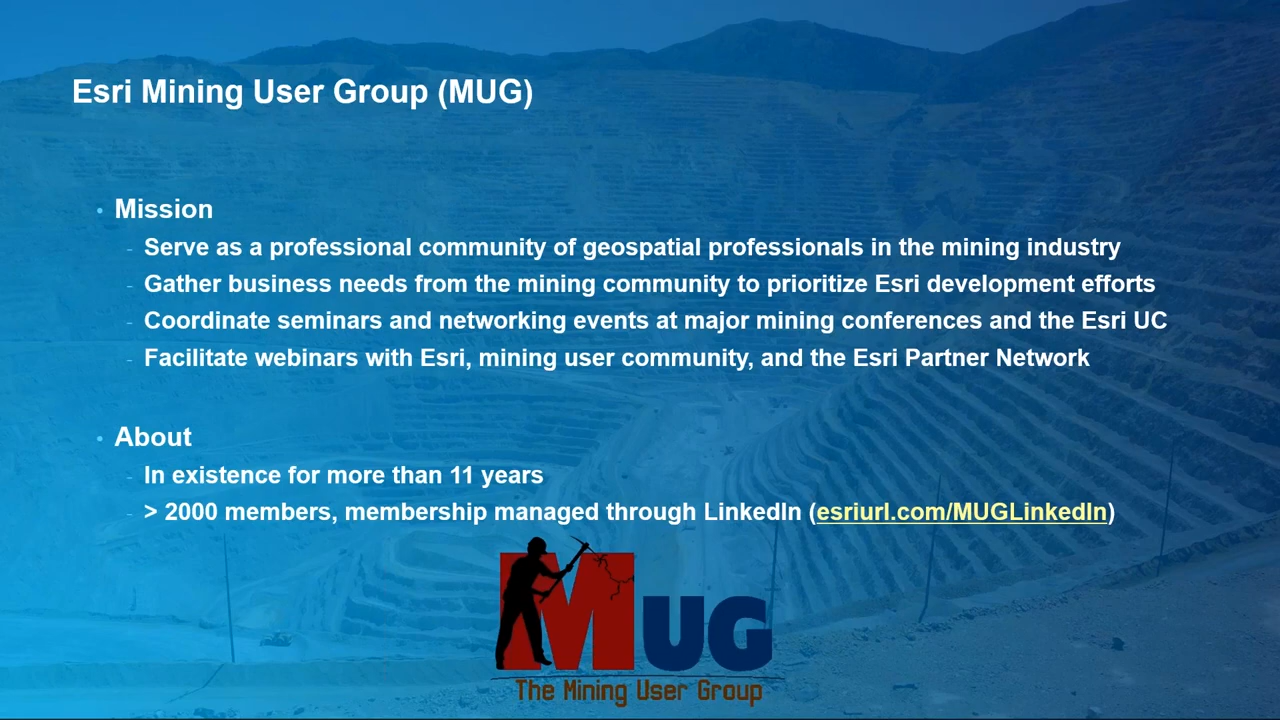 Esri Mining User Group (MUG)
• Mission
- Serve as a professional community of geospatial professionals in the mining industry
- Gather business needs from the mining community to prioritize Esri development efforts
- Coordinate seminars and networking events at major mining conferences and the Esri UC
- Facilitate webinars with Esri, mining user community, and the Esri Partner Network
• About
- In existence for more than 11 years
- > 2000 members, membership managed through LinkedIn (esriurl.com/MUGLinkedIn)
MUG
The Mining User Group